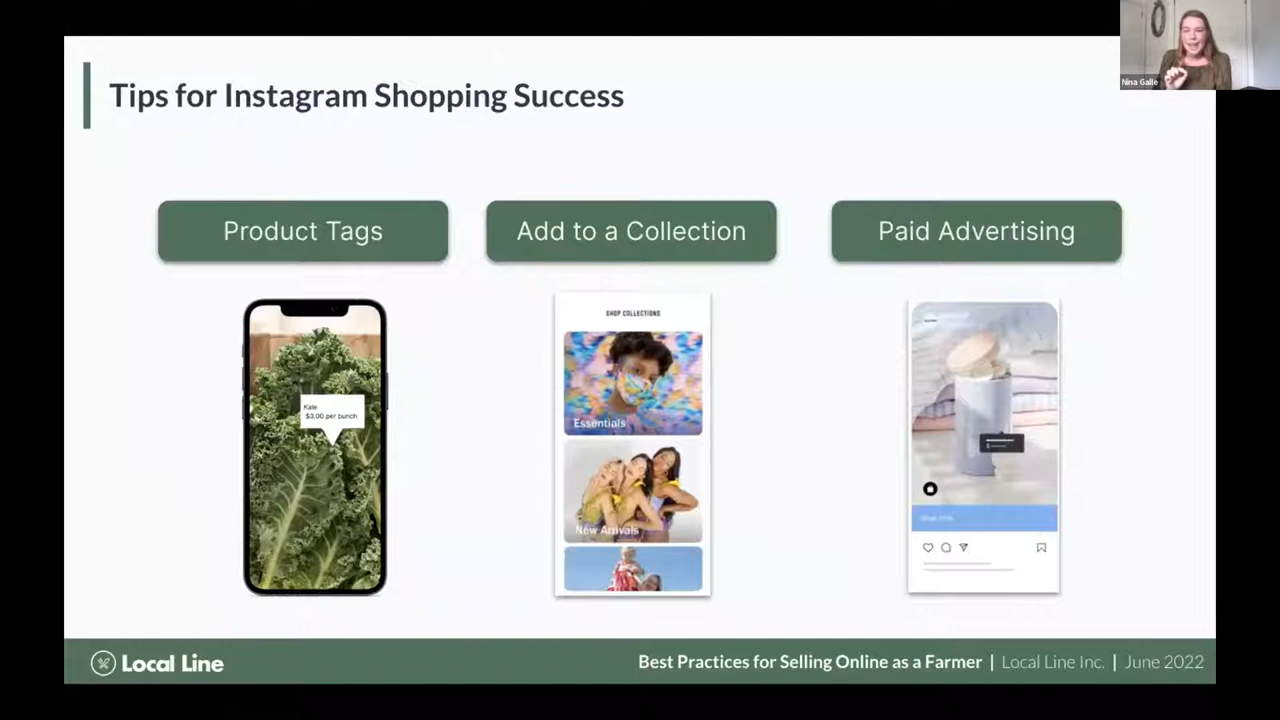 Nina Galle
Tips for Instagram Shopping Success
Product Tags
Add to a Collection
Paid Advertising
Kale
$3.00 per bunch
SHOP COLLECTIONS
Essentials
New Arrivals
Local Line
Best Practices for Selling Online as a Farmer | Local Line Inc. | June 2022